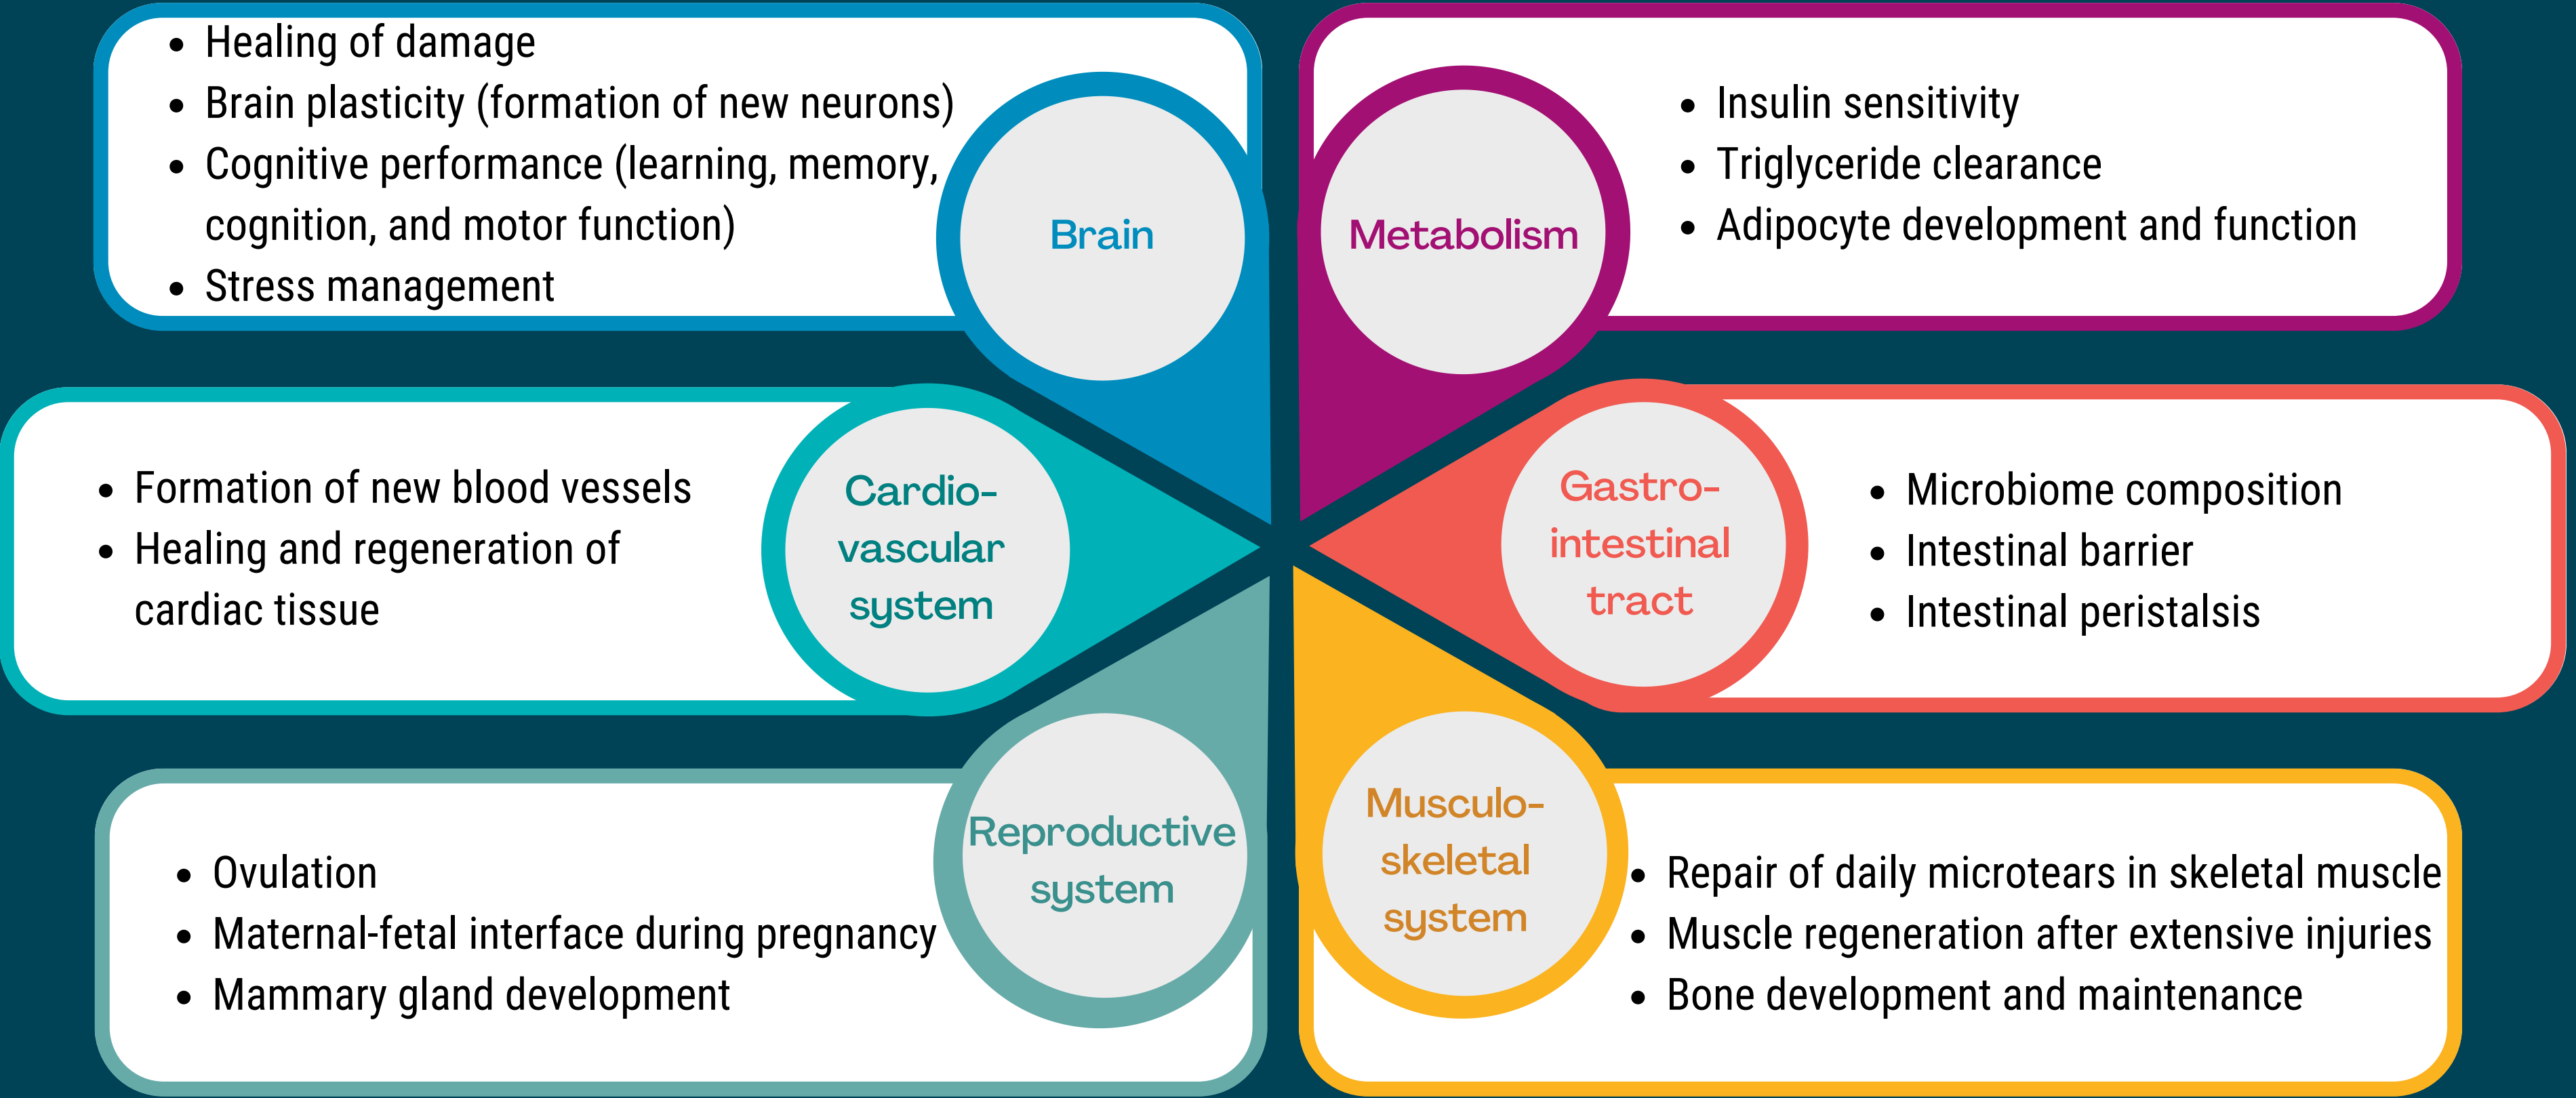 • Healing of damage
• Brain plasticity (formation of new neurons)
• Cognitive performance (learning, memory,
cognition, and motor function)
• Stress management
Brain
Metabolism
• Insulin sensitivity
• Triglyceride clearance
• Adipocyte development and function
• Formation of new blood vessels
• Healing and regeneration of
cardiac tissue
Cardio-
vascular
system
Gastro-
intestinal
tract
• Microbiome composition
• Intestinal barrier
• Intestinal peristalsis
• Ovulation
• Maternal-fetal interface during pregnancy
• Mammary gland development
Reproductive
system
Musculo-
skeletal
system
• Repair of daily microtears in skeletal muscle
• Muscle regeneration after extensive injuries
• Bone development and maintenance